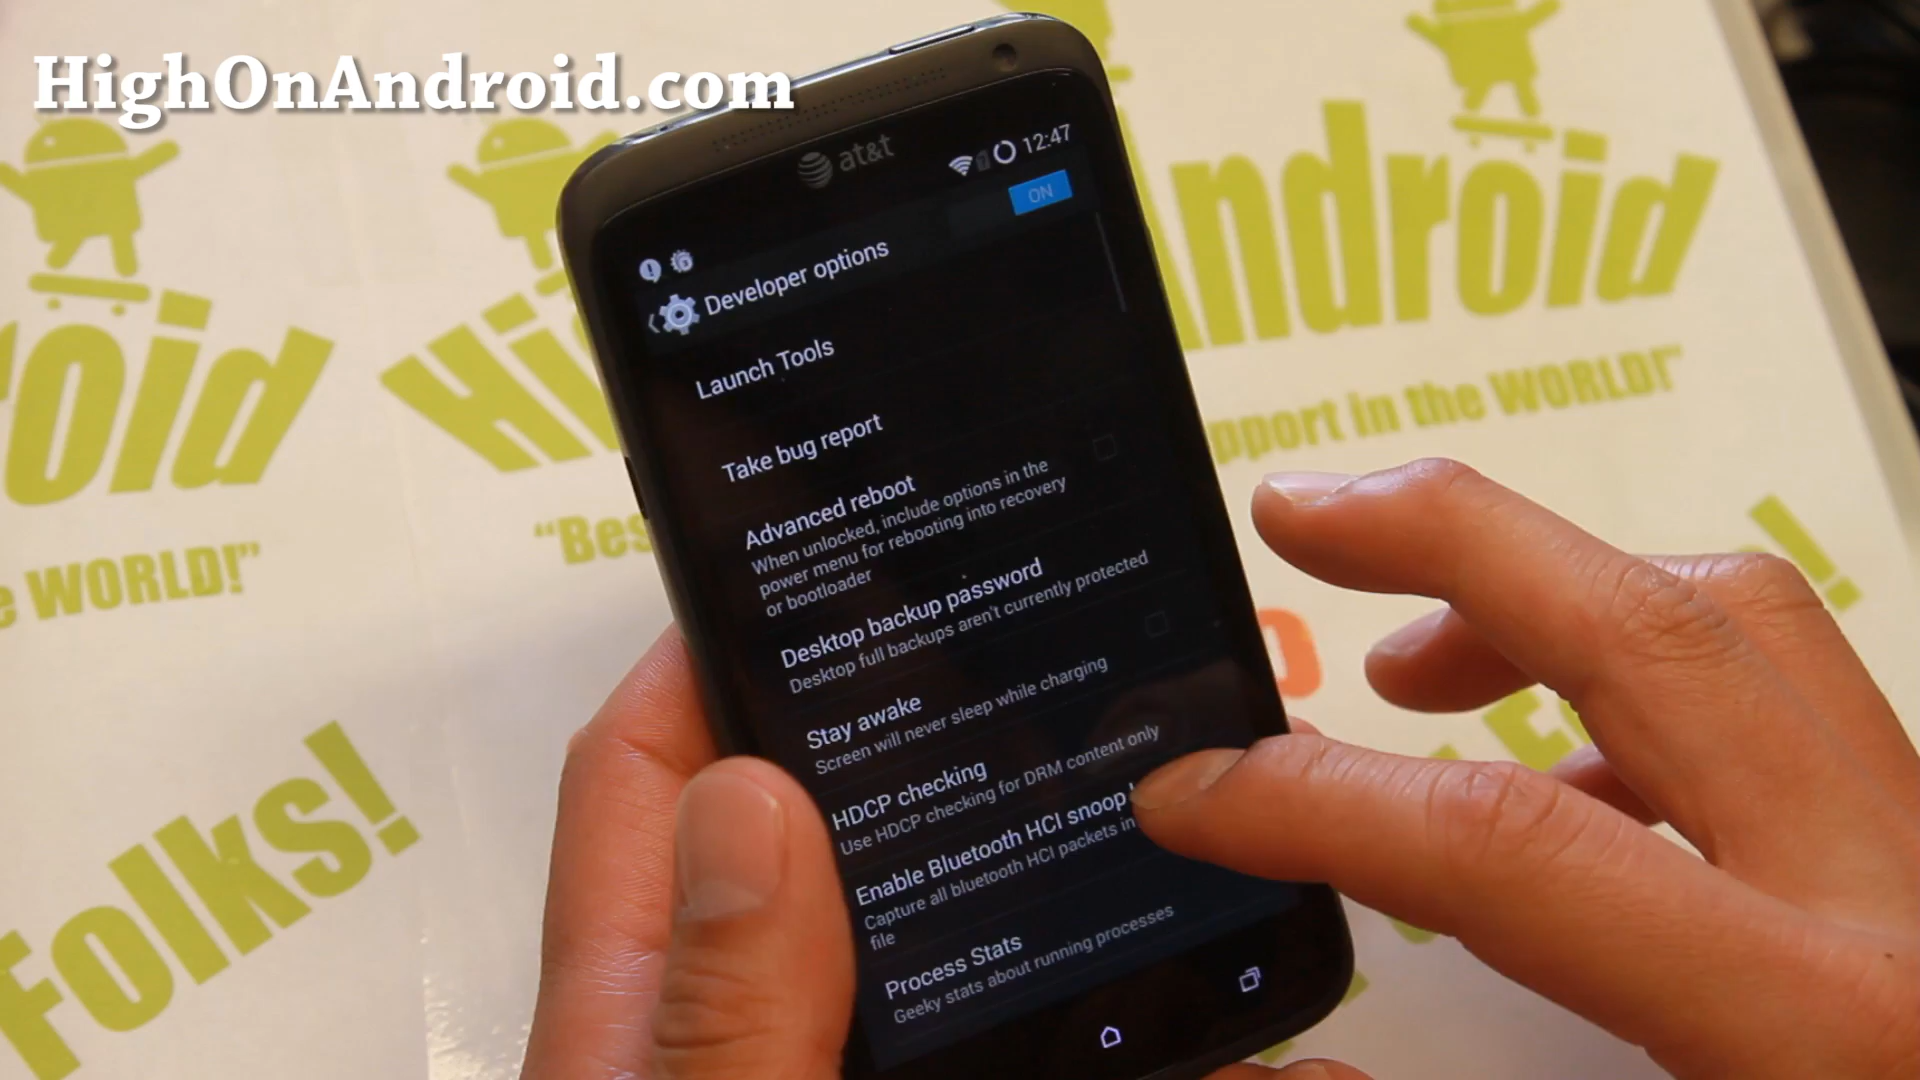 HighOnAndroid.com
at&t
12:47
ON
Developer options
Launch Tools
Take bug report
Advanced reboot
When unlocked, include options in the
power menu for rebooting into recovery
or bootloader
Desktop backup password
Desktop full backups aren't currently protected
Stay awake
Screen will never sleep while charging
HDCP checking
Use HDCP checking for DRM content only
Enable Bluetooth HCI snoop
Capture all bluetooth HCI packets in
file
Process Stats
Geeky stats about running processes
Android
pport in the WORLD!"
roid
Hi
"Bes
e WORLD!"
Folks!